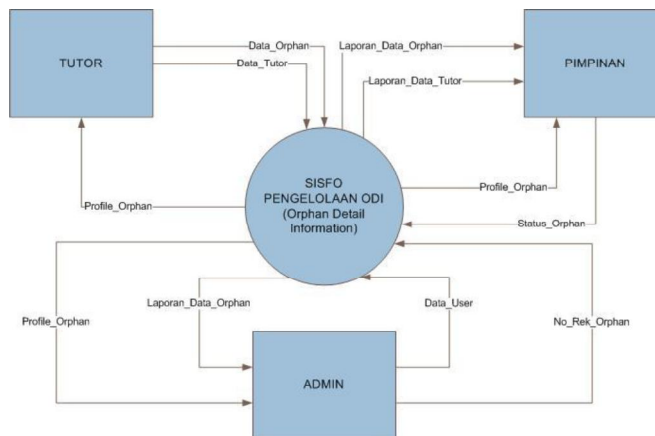 Data_Orphan
Laporan_Data_Orphan
TUTOR
Data_Tutor
PIMPINAN
Laporan_Data_Tutor
SISFO
PENGELOLAAN ODI
(Orphan Detail
Information)
Profile_Orphan
Profile_Orphan
Status_Orphan
Profile_Orphan
Laporan_Data_Orphan
Data_User
No_Rek_Orphan
ADMIN